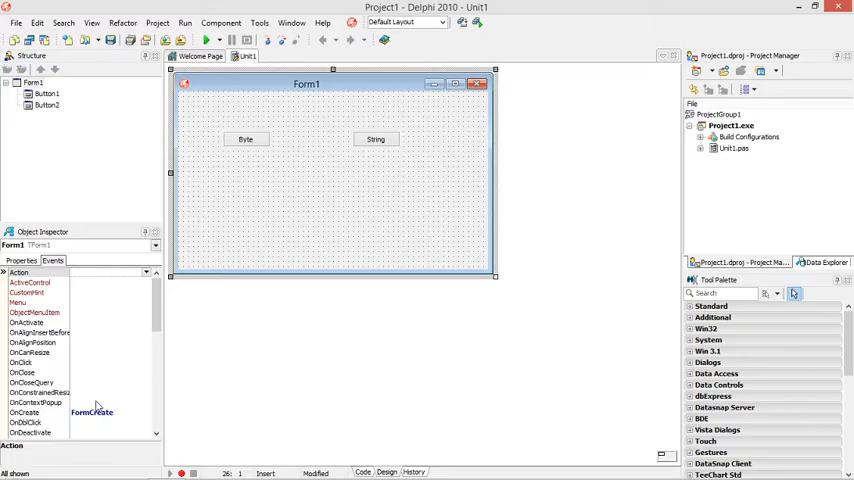 Project1 - Delphi 2010 - Unit1
File Edit Search View Refactor Project Run Component Tools Window Help Default Layout
Structure
Welcome Page Unit1
Project1.dproj - Project Manager
Form1
Button1
Button2
Form1
Byte String
File
ProjectGroup1
Project1.exe
Build Configurations
Unit1.pas
Object Inspector
Form1 TForm1
Properties Events
Action
ActiveControl
CustomHint
Menu
ObjectMenuItem
OnActivate
OnAlignInsertBefore
OnAlignPosition
OnCanResize
OnClick
OnClose
OnCloseQuery
OnConstrainedResiz
OnContextPopup
OnCreate FormCreate
OnDblClick
OnDeactivate
Action
All shown
26: 1 Insert Modified Code Design History
Project1.dproj - Project Ma... Data Explorer
Tool Palette
Search
Standard
Additional
Win32
System
Win 3.1
Dialogs
Data Access
Data Controls
dbExpress
Datasnap Server
BDE
Vista Dialogs
Touch
Gestures
DataSnap Client
TeeChart Std